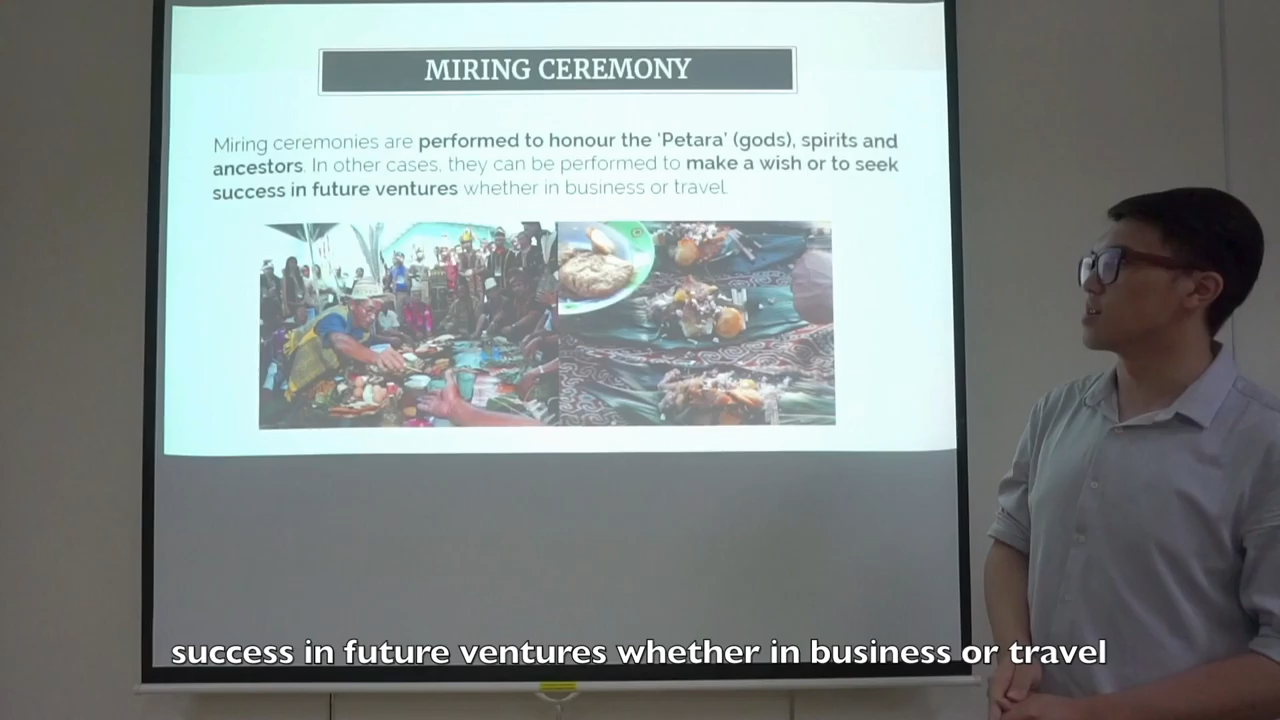 MIRING CEREMONY
Miring ceremonies are performed to honour the 'Petara' (gods), spirits and
ancestors. In other cases, they can be performed to make a wish or to seek
success in future ventures whether in business or travel.
success in future ventures whether in business or travel